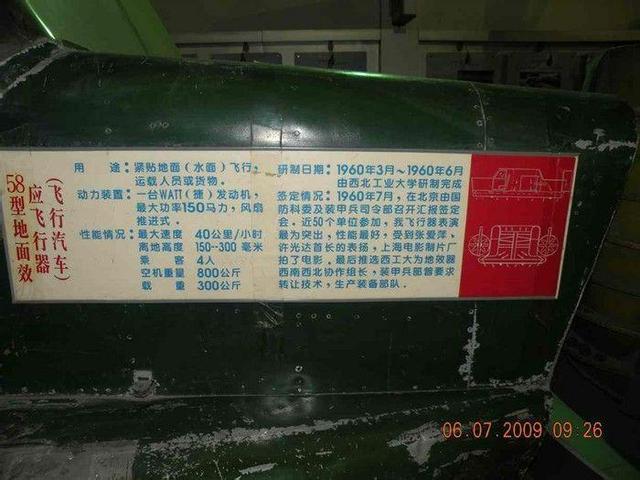 58型地面效
应飞行器
(飞行汽车)
用 途：紧贴地面(水面)飞行，
运载人员或货物。
动力装置：一台WATT(捷)发动机，
最大功率150马力，风扇
推进式。
性能情况：最大速度 40公里/小时
离地高度 150~300 毫米
乘 客 4人
空机重量 800公斤
载 重 300公斤
研制日期：1960年3月~1960年6月
由西北工业大学研制完成
签定情况：1960年7月，在北京由国
防科委及装甲兵司令部召开汇报签定
会。近50个单位参加，我飞行器表演
最为突出，性能最好，受到张爱萍、
许光达首长的表扬，上海电影制片厂
拍了电影。最后推选西工大为地效器
西南西北协作组长，装甲兵部曾要求
转让技术，生产装备部队.
06.07.2009 09:26